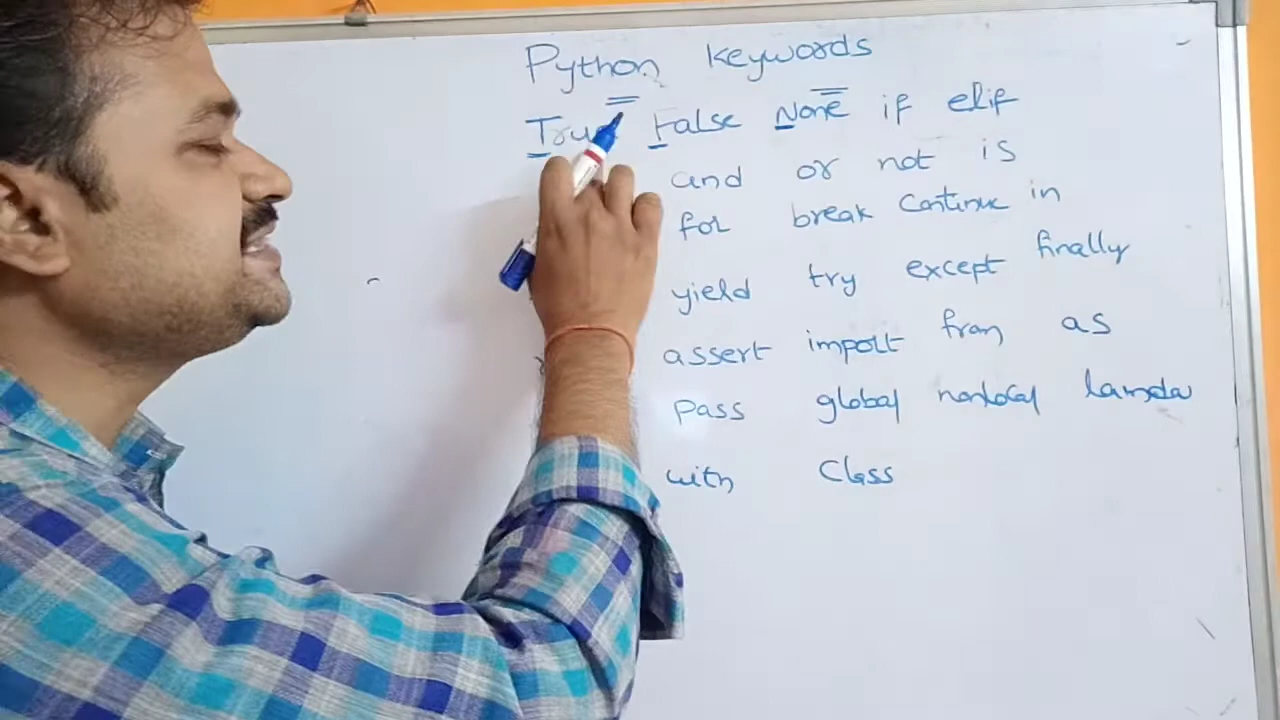 Python keywords
True False None if elif
and or not is
for break continue in
yield try except finally
assert import from as
pass global nonlocal lamda
with class